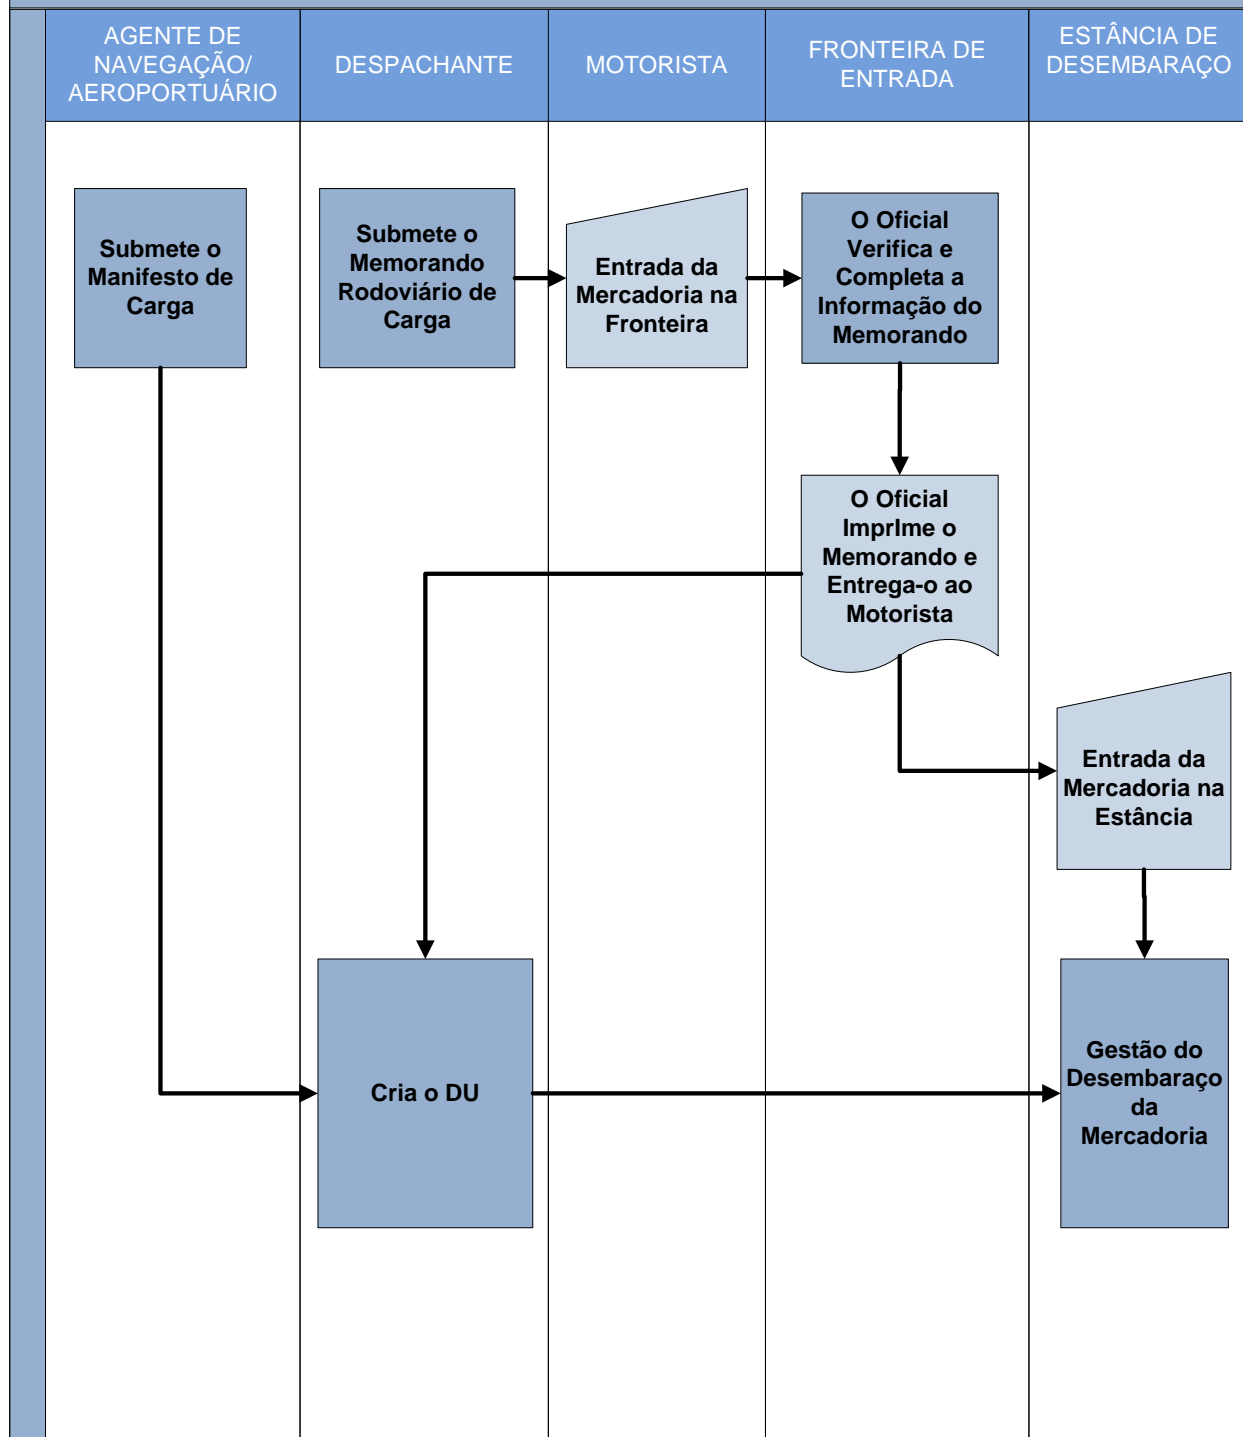 AGENTE DE
NAVEGAÇÃO/
AEROPORTUÁRIO
DESPACHANTE
MOTORISTA
FRONTEIRA DE
ENTRADA
ESTÂNCIA DE
DESEMBARAÇO
Submete o
Manifesto de
Carga
Submete o
Memorando
Rodoviário de
Carga
Entrada da
Mercadoria na
Fronteira
O Oficial
Verifica e
Completa a
Informação do
Memorando
O Oficial
ImprIme o
Memorando e
Entrega-o ao
Motorista
Entrada da
Mercadoria na
Estância
Cria o DU
Gestão do
Desembaraço
da
Mercadoria